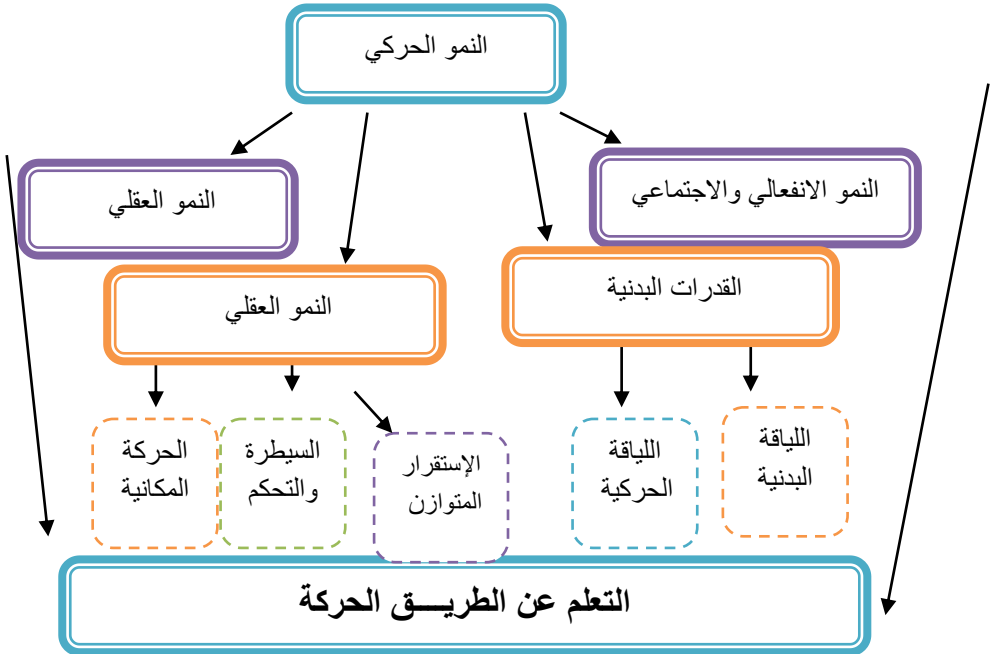 النمو الحركي
النمو الانفعالي والاجتماعي
النمو العقلي
القدرات البدنية
النمو العقلي
اللياقة
البدنية
اللياقة
الحركية
الإستقرار
المتوازن
السيطرة
والتحكم
الحركة
المكانية
التعلم عن الطريـــق الحركة